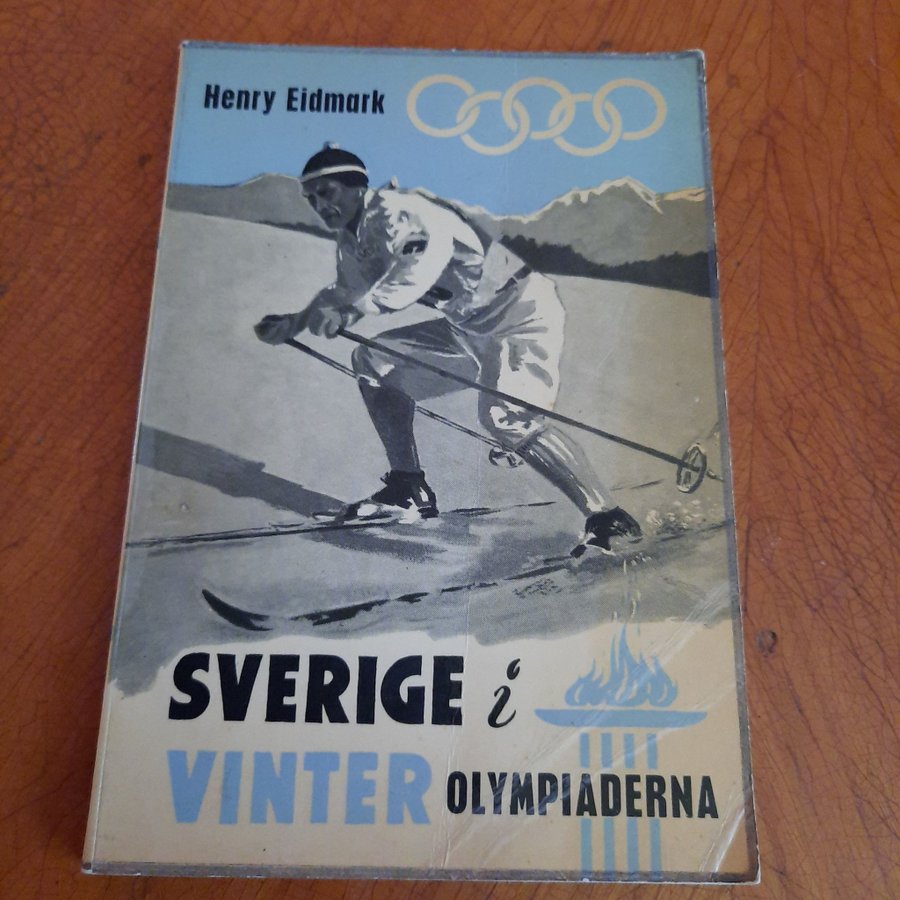 Henry Eidmark
SVERIGE i
VINTER OLYMPIADERNA